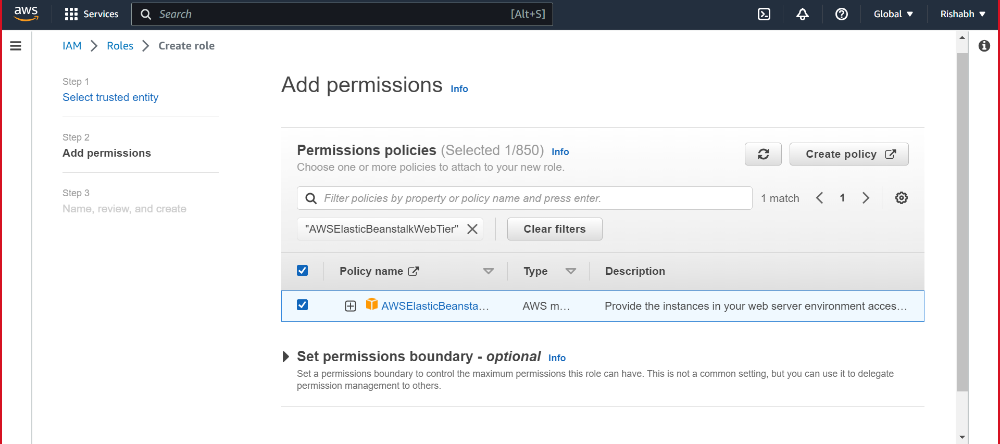 aws
Services
Search
[Alt+S]
Global
Rishabh
IAM
Roles
Create role
Step 1
Select trusted entity
Step 2
Add permissions
Step 3
Name, review, and create
Add permissions Info
Permissions policies (Selected 1/850) Info
Choose one or more policies to attach to your new role.
Create policy
Filter policies by property or policy name and press enter.
1 match
1
"AWSElasticBeanstalkWebTier"
Clear filters
Policy name
Type
Description
AWSElasticBeansta...
AWS m...
Provide the instances in your web server environment acces...
Set permissions boundary - optional Info
Set a permissions boundary to control the maximum permissions this role can have. This is not a common setting, but you can use it to delegate
permission management to others.